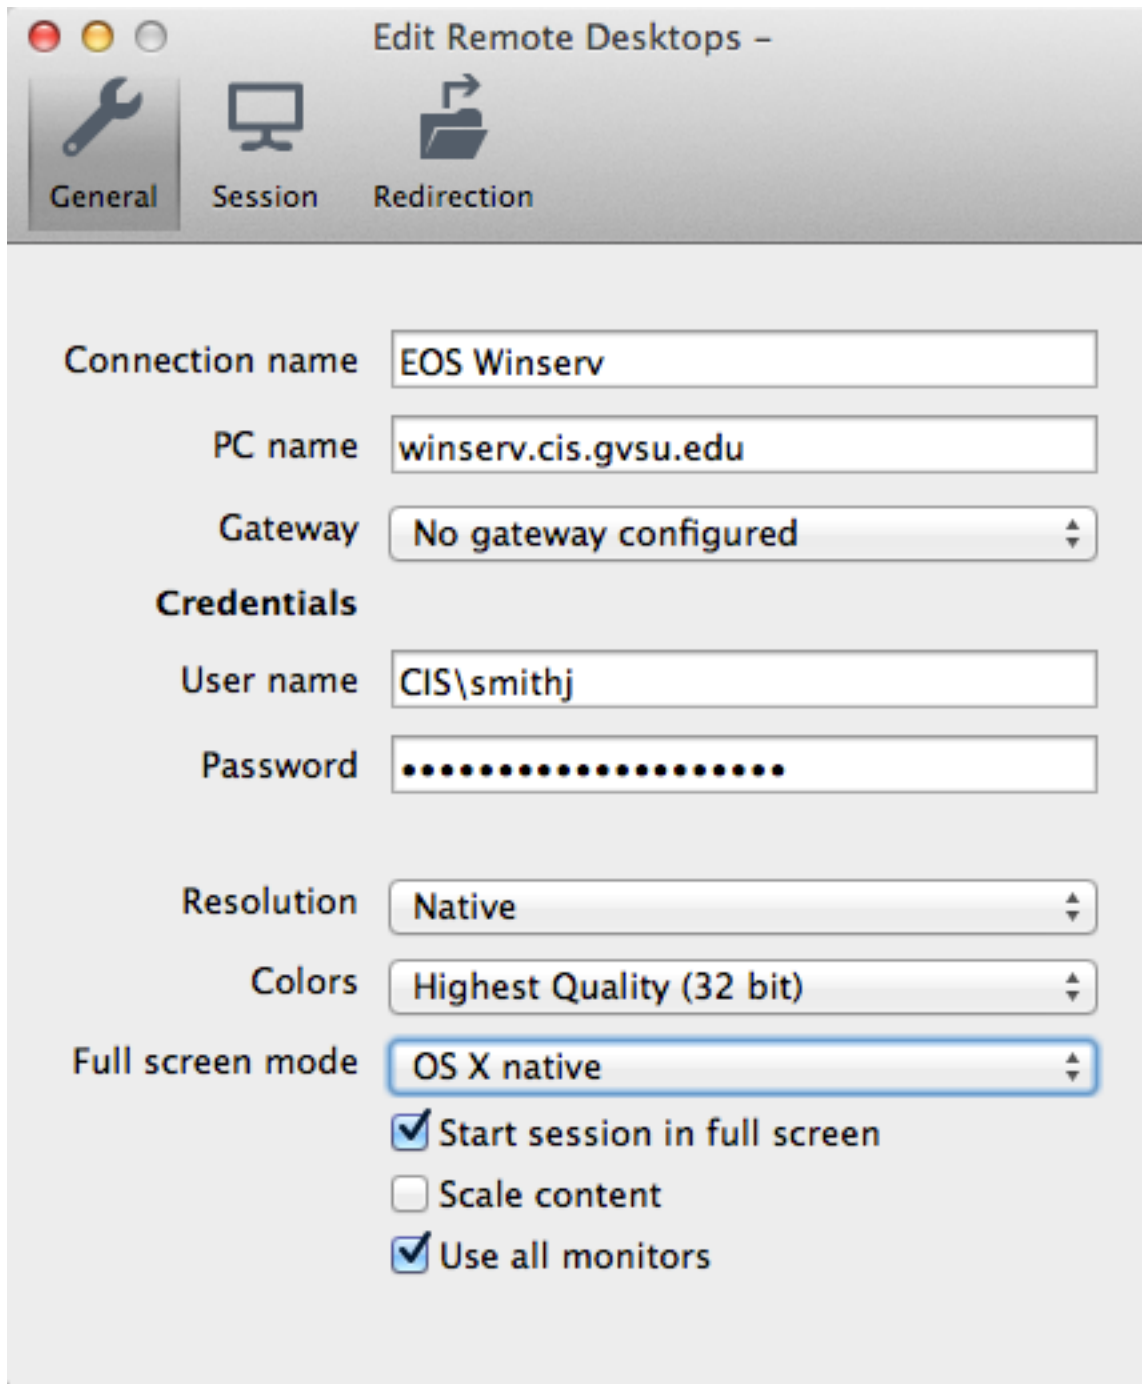 Edit Remote Desktops –
General Session Redirection
Connection name EOS Winserv
PC name winserv.cis.gvsu.edu
Gateway No gateway configured
Credentials
User name CIS\smithj
Password ••••••••••••••••••••
Resolution Native
Colors Highest Quality (32 bit)
Full screen mode OS X native
Start session in full screen
Scale content
Use all monitors